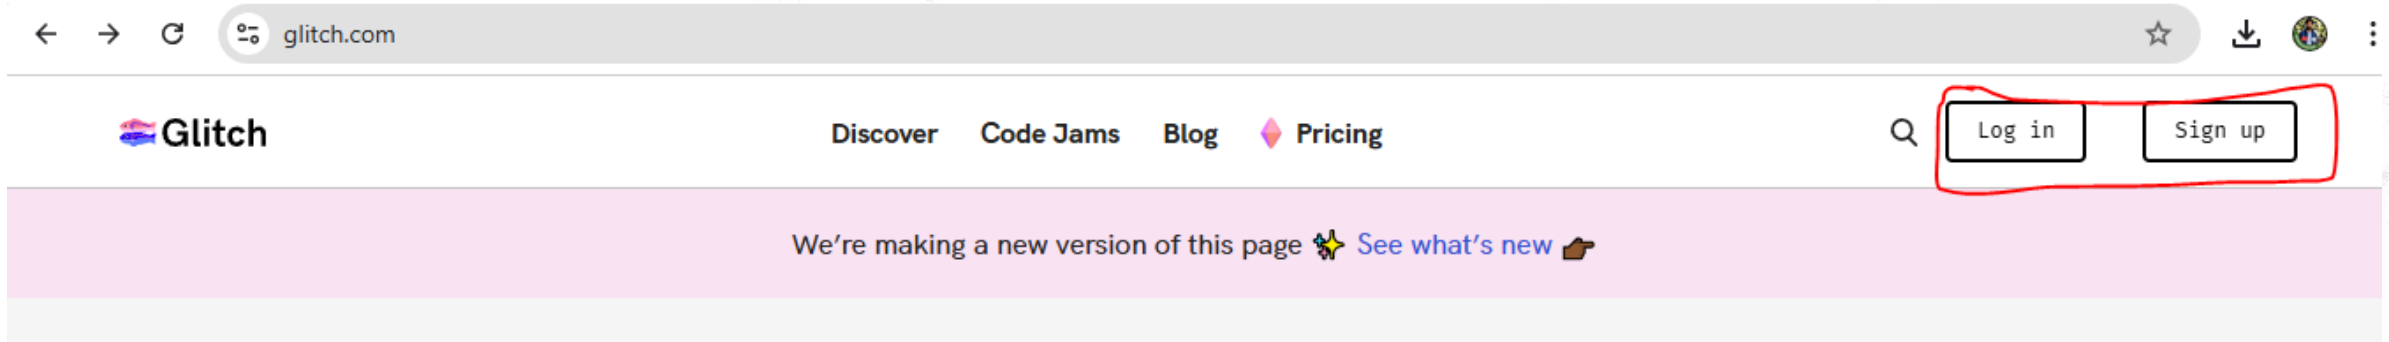 glitch.com
Glitch Discover Code Jams Blog Pricing Log in Sign up
We're making a new version of this page ✨ See what's new